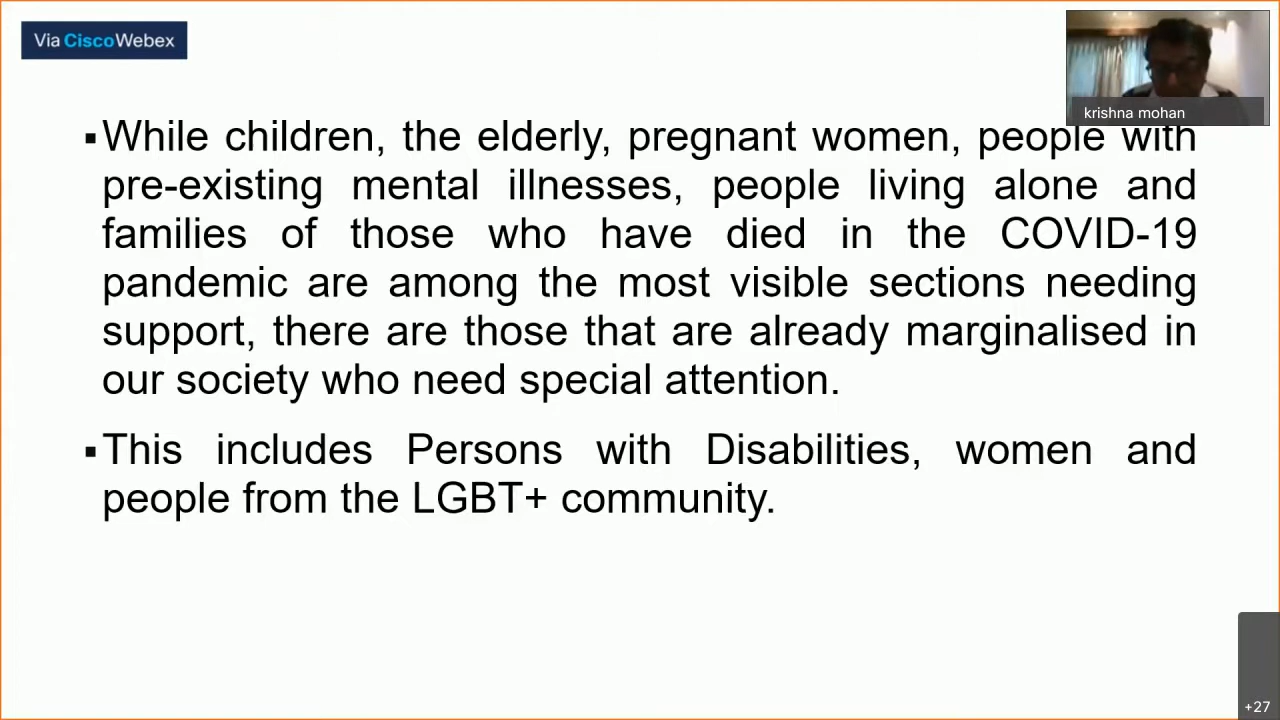 Via CiscoWebex
krishna mohan
▪While children, the elderly, pregnant women, people with
pre-existing mental illnesses, people living alone and
families of those who have died in the COVID-19
pandemic are among the most visible sections needing
support, there are those that are already marginalised in
our society who need special attention.
▪This includes Persons with Disabilities, women and
people from the LGBT+ community.
+27